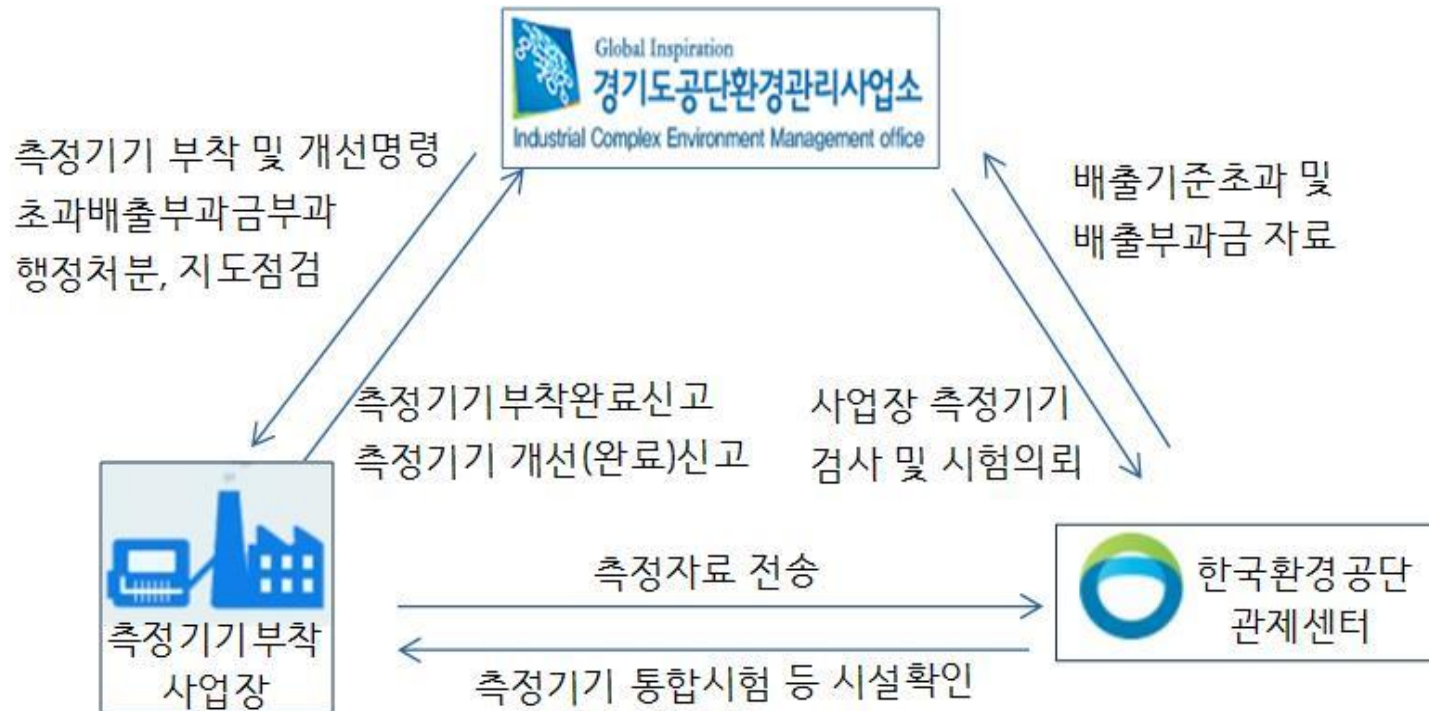 Global Inspiration
경기도공단환경관리사업소
Industrial Complex Environment Management office
측정기기 부착 및 개선명령
초과배출부과금부과
행정처분, 지도점검
배출기준초과 및
배출부과금 자료
측정기기부착완료신고
측정기기 개선(완료)신고
사업장 측정기기
검사 및 시험의뢰
측정자료 전송
한국환경공단
관제센터
측정기기부착
사업장
측정기기 통합시험 등 시설확인